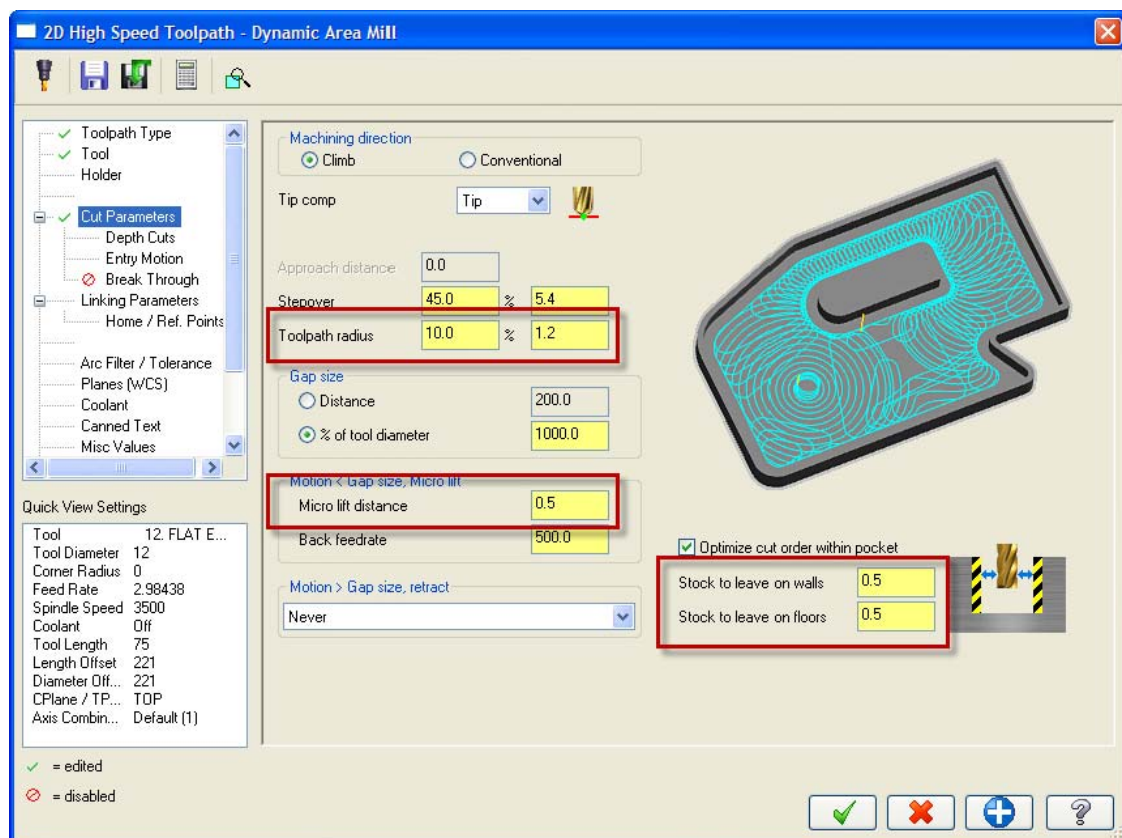 2D High Speed Toolpath - Dynamic Area Mill
Toolpath Type
Tool
Holder
Cut Parameters
Depth Cuts
Entry Motion
Break Through
Linking Parameters
Home / Ref. Points
Arc Filter / Tolerance
Planes (WCS)
Coolant
Canned Text
Misc Values
Quick View Settings
Tool 12. FLAT E...
Tool Diameter 12
Corner Radius 0
Feed Rate 2.98438
Spindle Speed 3500
Coolant Off
Tool Length 75
Length Offset 221
Diameter Off... 221
CPlane / TP... TOP
Axis Combin... Default (1)
= edited
= disabled
Machining direction
Climb Conventional
Tip comp Tip
Approach distance 0.0
Stepover 45.0 % 5.4
Toolpath radius 10.0 % 1.2
Gap size
Distance 200.0
% of tool diameter 1000.0
Motion < Gap size, Micro lift
Micro lift distance 0.5
Back feedrate 500.0
Motion > Gap size, retract
Never
Optimize cut order within pocket
Stock to leave on walls 0.5
Stock to leave on floors 0.5